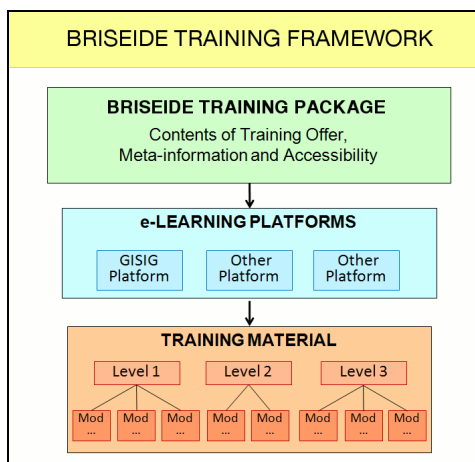 BRISEIDE TRAINING FRAMEWORK
BRISEIDE TRAINING PACKAGE
Contents of Training Offer,
Meta-information and Accessibility
e-LEARNING PLATFORMS
GISIG
Platform
Other
Platform
Other
Platform
TRAINING MATERIAL
Level 1
Level 2
Level 3
Mod
...
Mod
...
Mod
...
Mod
...
Mod
...
Mod
...
Mod
...
Mod
...